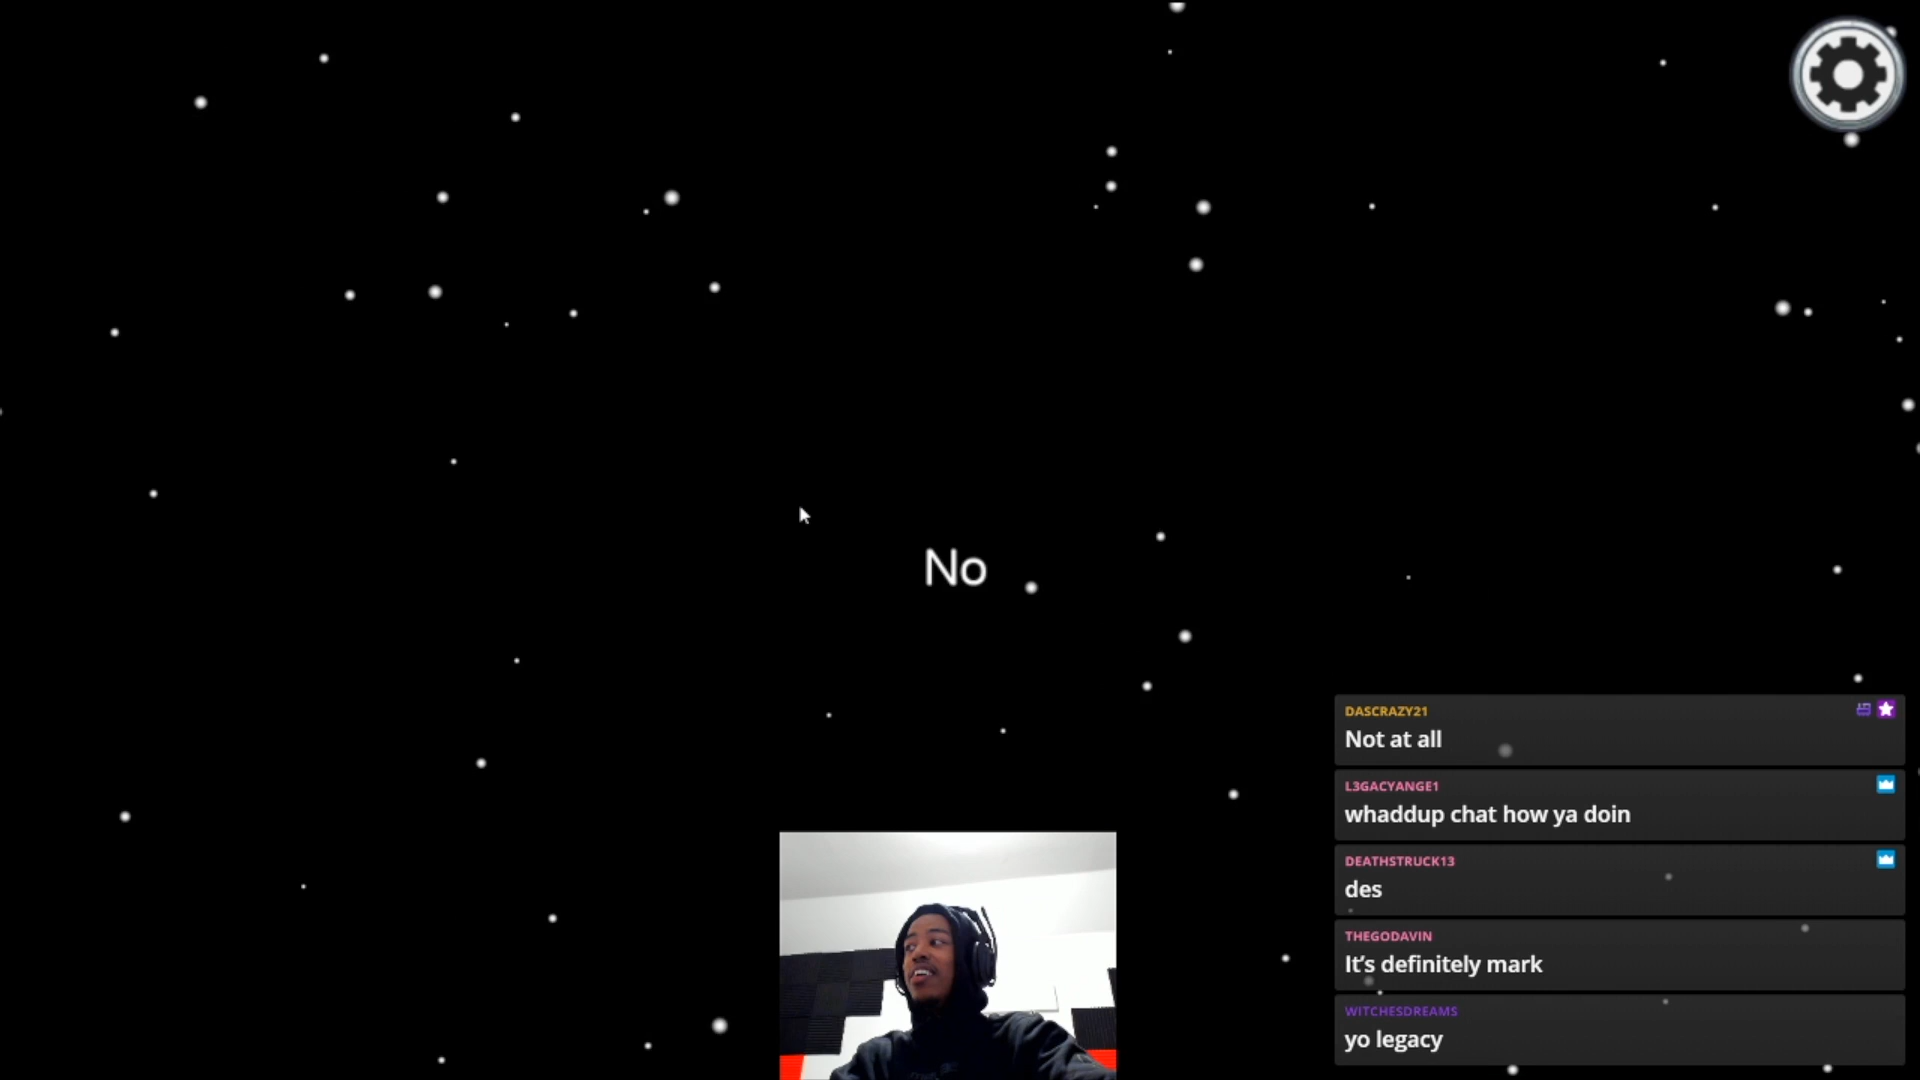 No
DASCRAZY21
Not at all
L3GACYANGE1
whaddup chat how ya doin
DEATHSTRUCK13
des
THEGODAVIN
It's definitely mark
WITCHESDREAMS
yo legacy